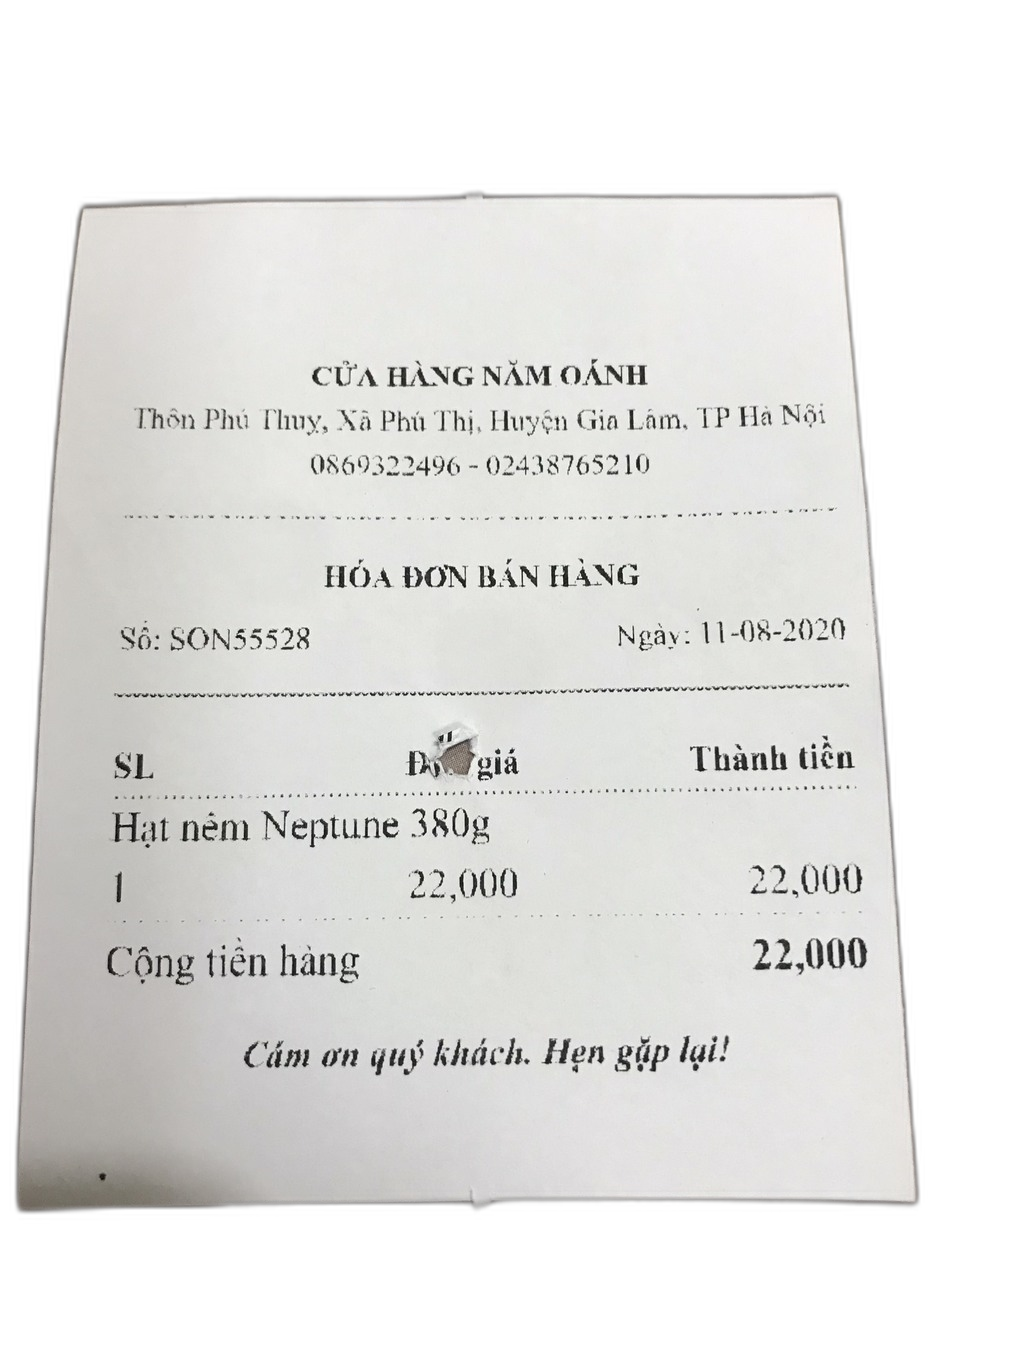 CỬA HÀNG NĂM OÁNH
Thôn Phú Thuỵ, Xã Phú Thị, Huyện Gia Lâm, TP Hà Nội
0869322496 - 02438765210
HÓA ĐƠN BÁN HÀNG
Số: SON55528 Ngày: 11-08-2020
SL giá Thành tiền
Hạt nêm Neptune 380g
1 22,000 22,000
Cộng tiền hàng 22,000
Cám ơn quý khách. Hẹn gặp lại!